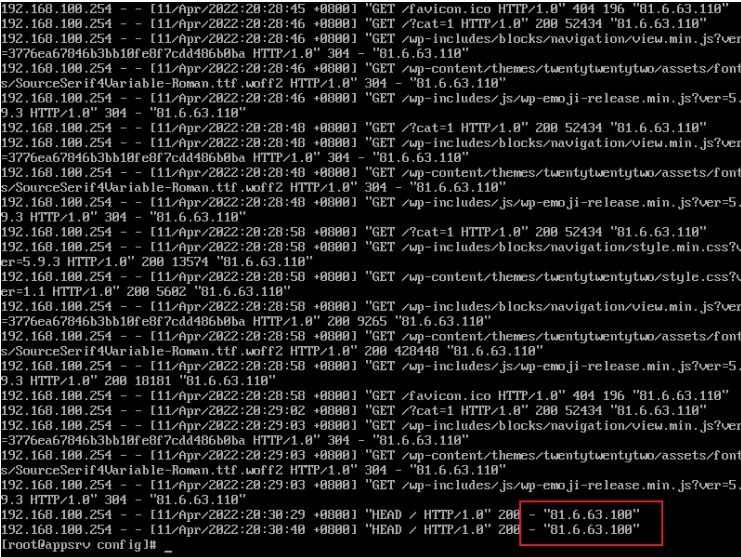 192.168.100.254 - - [11/Apr/2022:20:28:45 +0800] "GET /favicon.ico HTTP/1.0" 404 196 "81.6.63.110"
192.168.100.254 - - [11/Apr/2022:20:28:46 +0800] "GET /?cat=1 HTTP/1.0" 200 52434 "81.6.63.110"
192.168.100.254 - - [11/Apr/2022:20:28:46 +0800] "GET /wp-includes/blocks/navigation/view.min.js?ver
=3776ea67846b3bb10fe8f7cdd486b0ba HTTP/1.0" 304 - "81.6.63.110"
192.168.100.254 - - [11/Apr/2022:20:28:46 +0800] "GET /wp-content/themes/twentytwentytwo/assets/font
s/SourceSerif4Variable-Roman.ttf.woff2 HTTP/1.0" 304 - "81.6.63.110"
192.168.100.254 - - [11/Apr/2022:20:28:46 +0800] "GET /wp-includes/js/wp-emoji-release.min.js?ver=5.
9.3 HTTP/1.0" 304 - "81.6.63.110"
192.168.100.254 - - [11/Apr/2022:20:28:48 +0800] "GET /?cat=1 HTTP/1.0" 200 52434 "81.6.63.110"
192.168.100.254 - - [11/Apr/2022:20:28:48 +0800] "GET /wp-includes/blocks/navigation/view.min.js?ver
=3776ea67846b3bb10fe8f7cdd486b0ba HTTP/1.0" 304 - "81.6.63.110"
192.168.100.254 - - [11/Apr/2022:20:28:48 +0800] "GET /wp-content/themes/twentytwentytwo/assets/font
s/SourceSerif4Variable-Roman.ttf.woff2 HTTP/1.0" 304 - "81.6.63.110"
192.168.100.254 - - [11/Apr/2022:20:28:48 +0800] "GET /wp-includes/js/wp-emoji-release.min.js?ver=5.
9.3 HTTP/1.0" 304 - "81.6.63.110"
192.168.100.254 - - [11/Apr/2022:20:28:58 +0800] "GET /?cat=1 HTTP/1.0" 200 52434 "81.6.63.110"
192.168.100.254 - - [11/Apr/2022:20:28:58 +0800] "GET /wp-includes/blocks/navigation/style.min.css?v
er=5.9.3 HTTP/1.0" 200 13574 "81.6.63.110"
192.168.100.254 - - [11/Apr/2022:20:28:58 +0800] "GET /wp-content/themes/twentytwentytwo/style.css?v
er=1.1 HTTP/1.0" 200 5602 "81.6.63.110"
192.168.100.254 - - [11/Apr/2022:20:28:58 +0800] "GET /wp-includes/blocks/navigation/view.min.js?ver
=3776ea67846b3bb10fe8f7cdd486b0ba HTTP/1.0" 200 9265 "81.6.63.110"
192.168.100.254 - - [11/Apr/2022:20:28:58 +0800] "GET /wp-content/themes/twentytwentytwo/assets/font
s/SourceSerif4Variable-Roman.ttf.woff2 HTTP/1.0" 200 428448 "81.6.63.110"
192.168.100.254 - - [11/Apr/2022:20:28:58 +0800] "GET /wp-includes/js/wp-emoji-release.min.js?ver=5.
9.3 HTTP/1.0" 200 18181 "81.6.63.110"
192.168.100.254 - - [11/Apr/2022:20:28:58 +0800] "GET /favicon.ico HTTP/1.0" 404 196 "81.6.63.110"
192.168.100.254 - - [11/Apr/2022:20:29:02 +0800] "GET /?cat=1 HTTP/1.0" 200 52434 "81.6.63.110"
192.168.100.254 - - [11/Apr/2022:20:29:03 +0800] "GET /wp-includes/blocks/navigation/view.min.js?ver
=3776ea67846b3bb10fe8f7cdd486b0ba HTTP/1.0" 304 - "81.6.63.110"
192.168.100.254 - - [11/Apr/2022:20:29:03 +0800] "GET /wp-content/themes/twentytwentytwo/assets/font
s/SourceSerif4Variable-Roman.ttf.woff2 HTTP/1.0" 304 - "81.6.63.110"
192.168.100.254 - - [11/Apr/2022:20:29:03 +0800] "GET /wp-includes/js/wp-emoji-release.min.js?ver=5.
9.3 HTTP/1.0" 304 - "81.6.63.110"
192.168.100.254 - - [11/Apr/2022:20:30:29 +0800] "HEAD / HTTP/1.0" 200 - "81.6.63.100"
192.168.100.254 - - [11/Apr/2022:20:30:40 +0800] "HEAD / HTTP/1.0" 200 - "81.6.63.100"
[root@appsrv config]# _